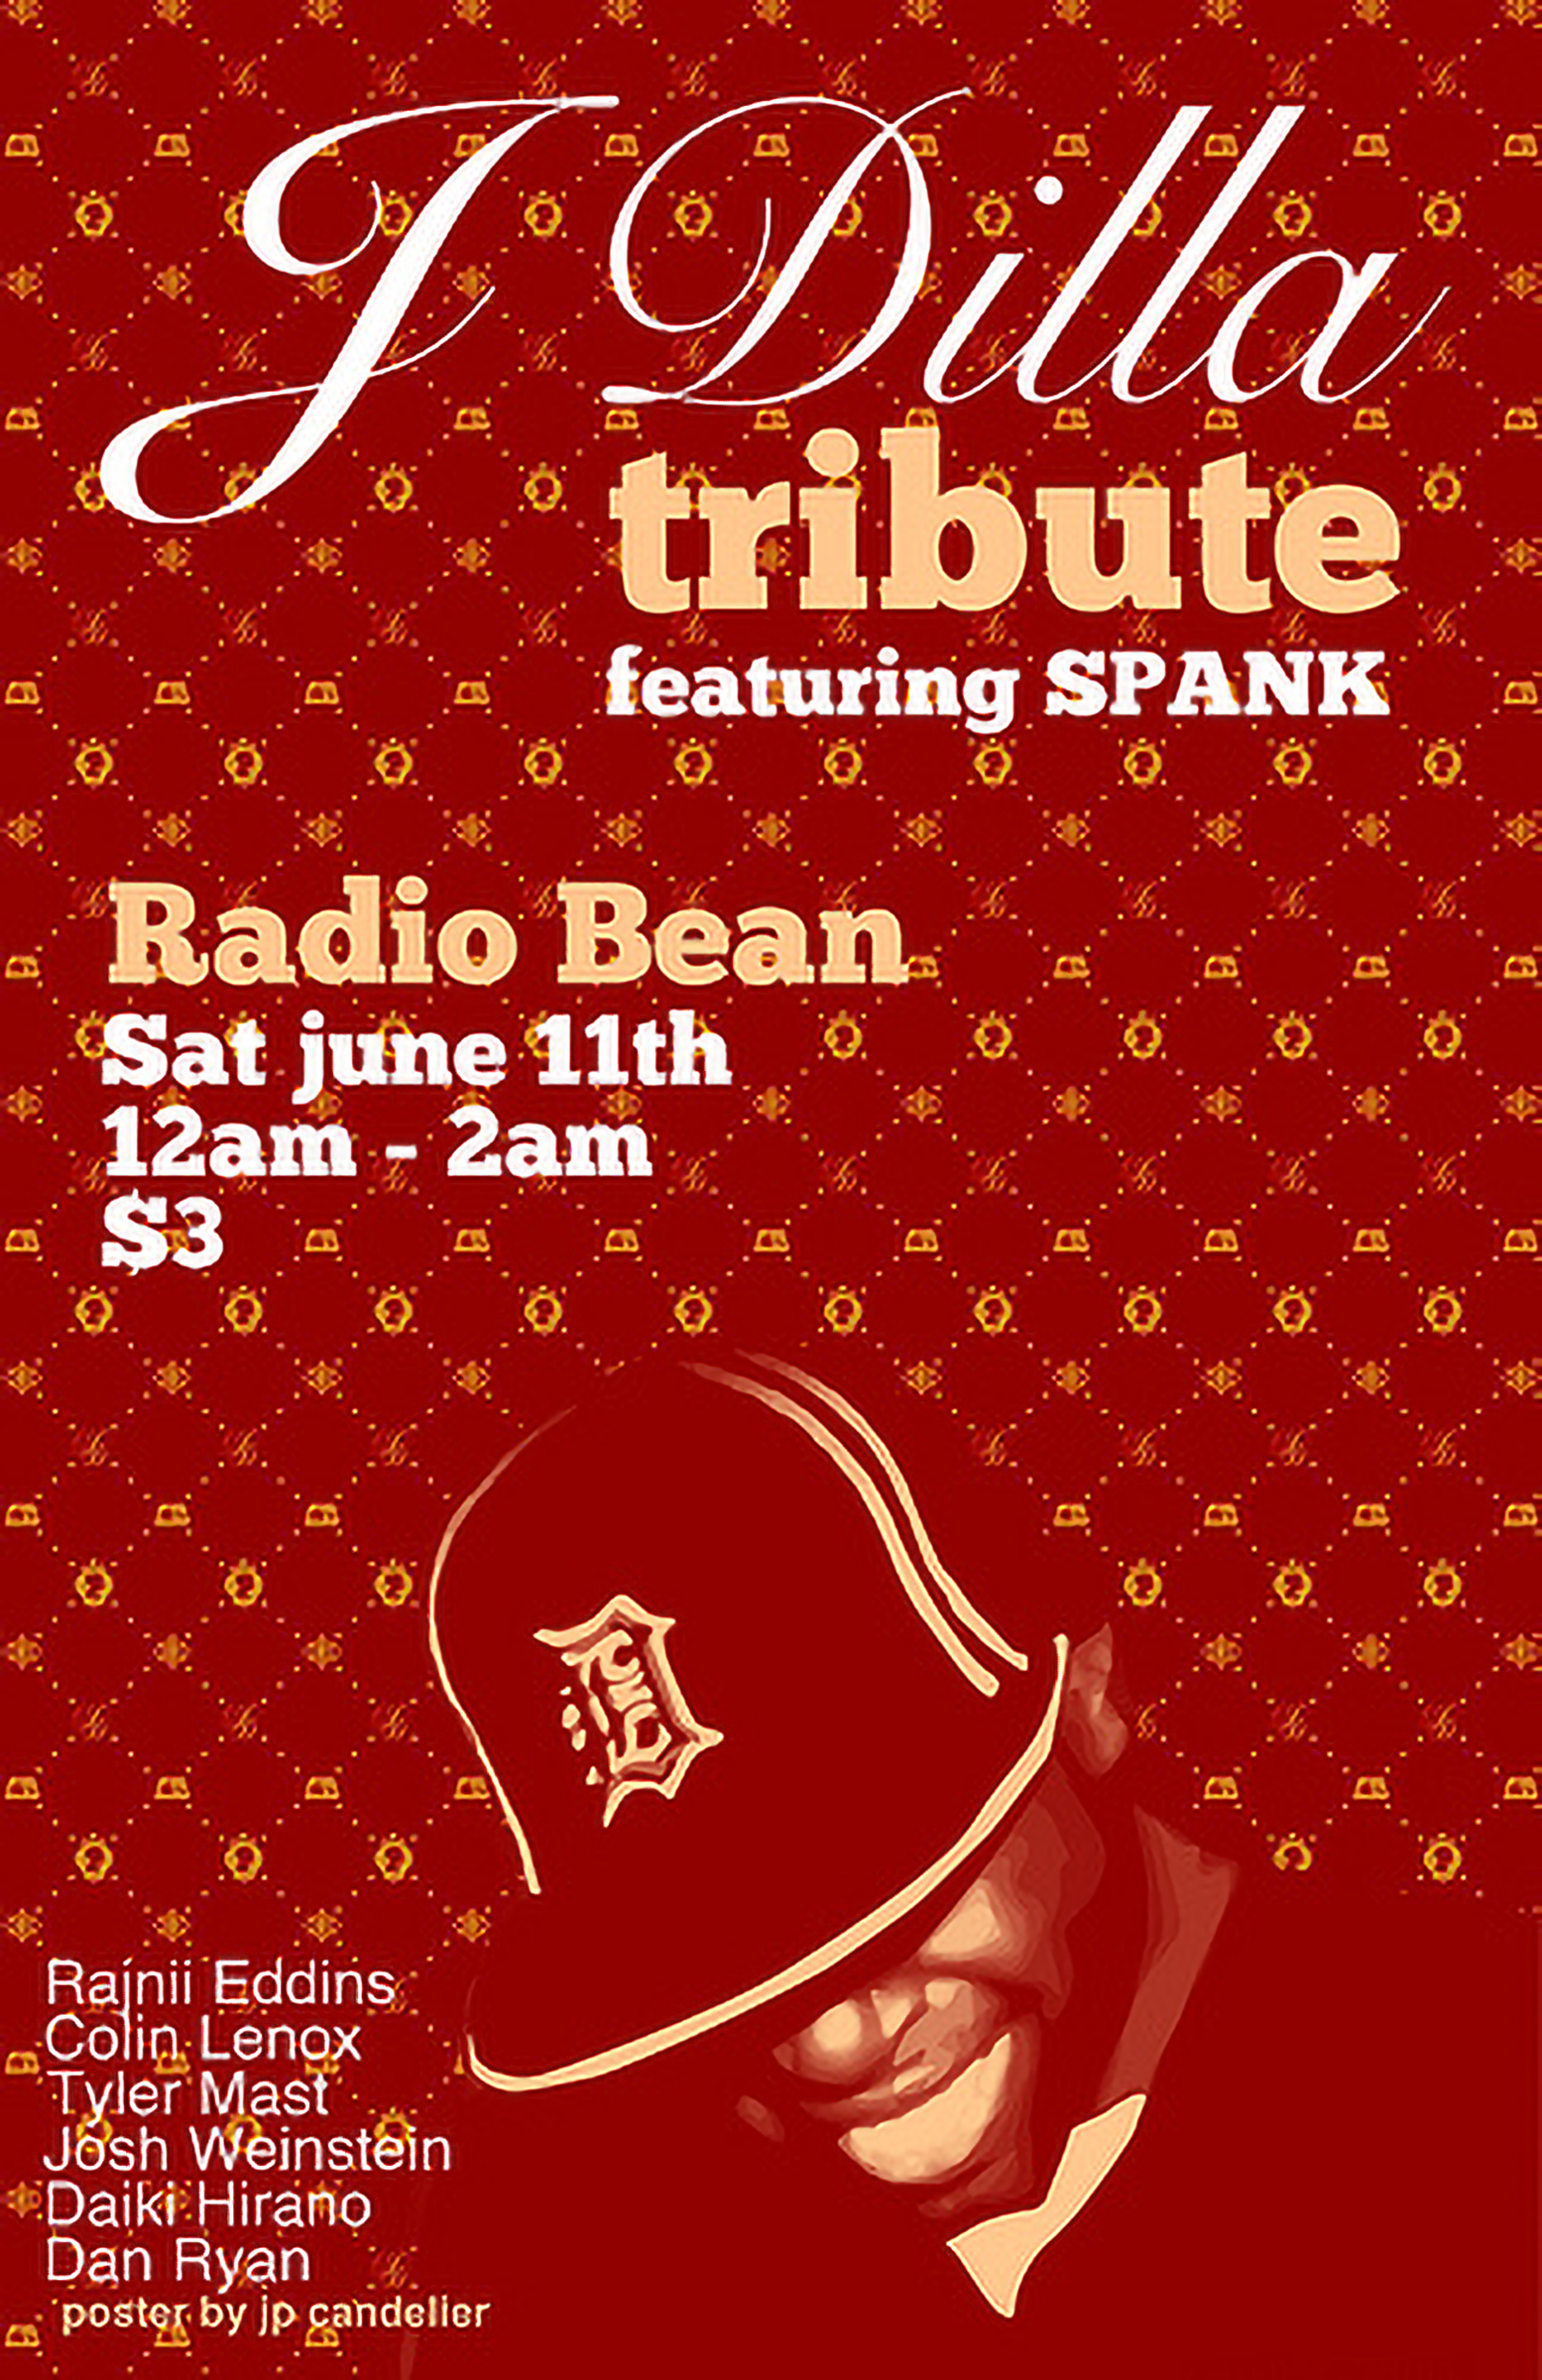 J Dilla
tribute
featuring SPANK
Radio Bean
Sat june 11th
12am - 2am
$3
Rajnii Eddins
Colin Lenox
Tyler Mast
Josh Weinstein
Daiki Hirano
Dan Ryan
poster by jp candelier